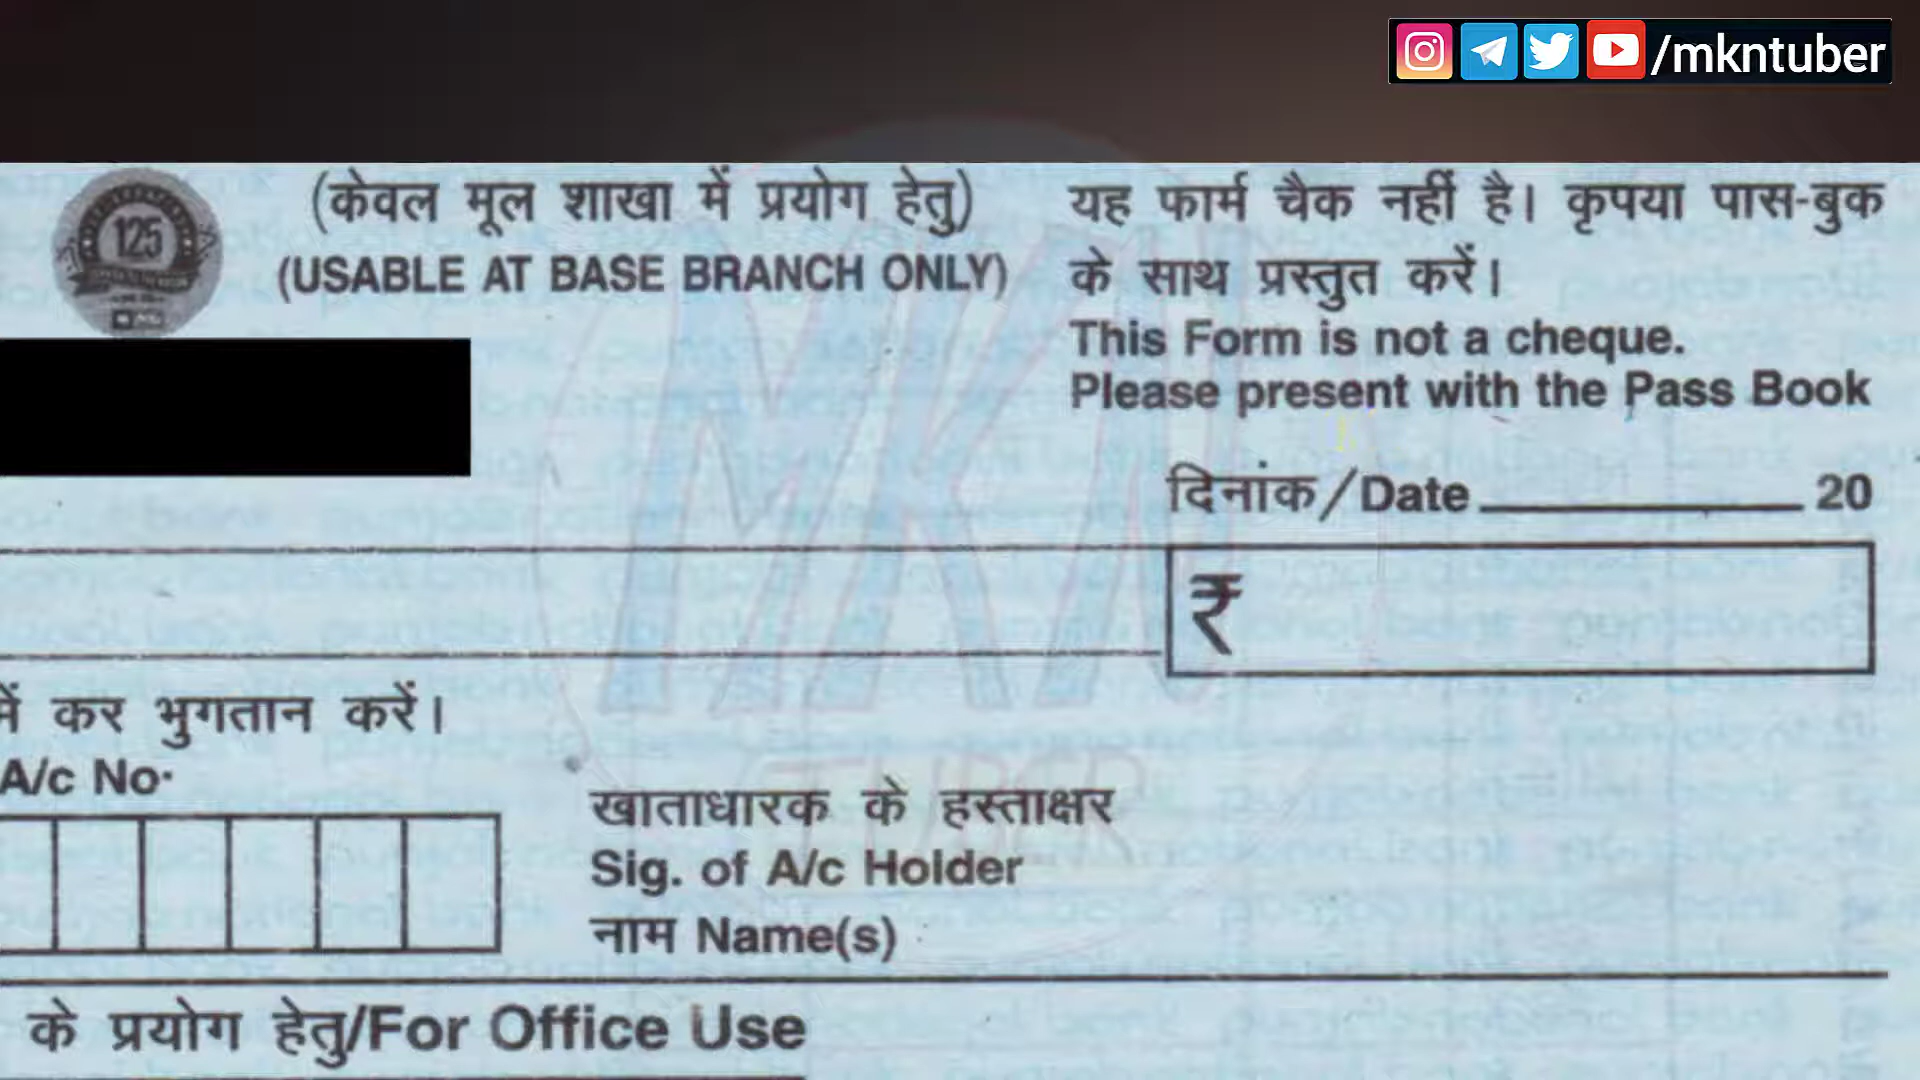 /mkntuber
125
(केवल मूल शाखा में प्रयोग हेतु)
(USABLE AT BASE BRANCH ONLY)
यह फार्म चैक नहीं है। कृपया पास-बुक
के साथ प्रस्तुत करें।
This Form is not a cheque.
Please present with the Pass Book
दिनांक/Date 20
₹
में कर भुगतान करें।
A/c No.
खाताधारक के हस्ताक्षर
Sig. of A/c Holder
नाम Name(s)
के प्रयोग हेतु/For Office Use
MKN
TUBER